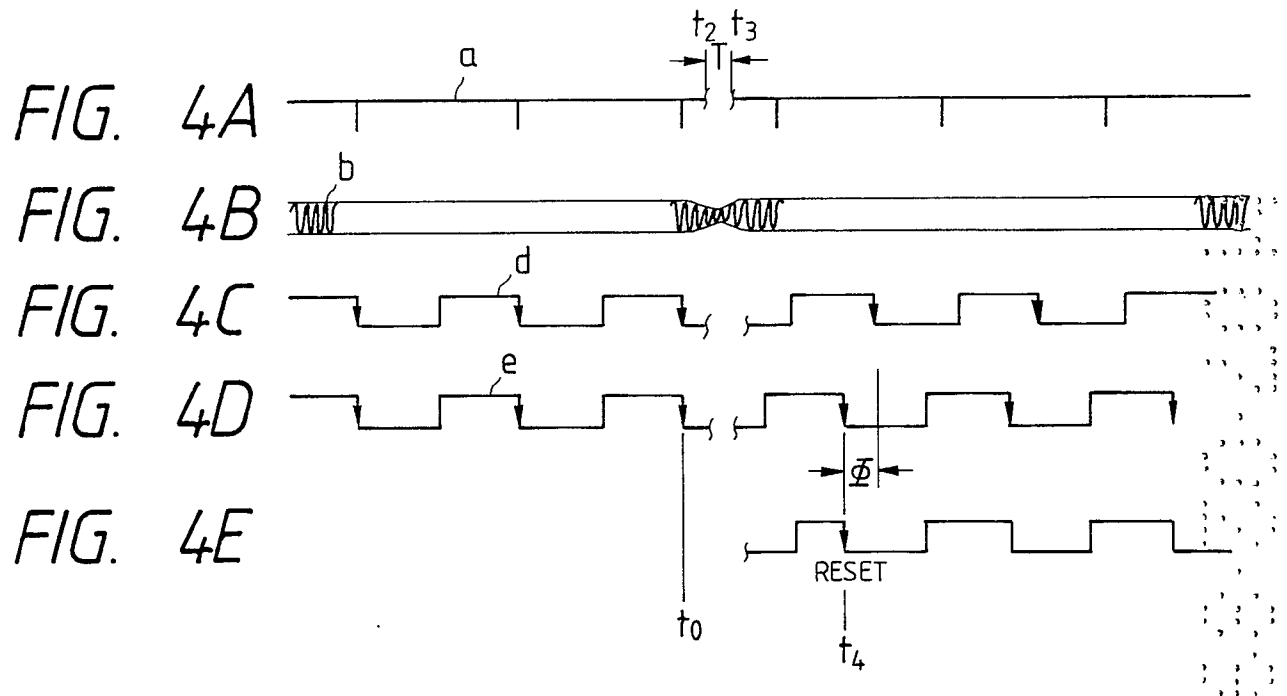 t2 T t3
FIG. 4A a
FIG. 4B b
FIG. 4C d
FIG. 4D e
Φ
FIG. 4E
RESET
t0
t4